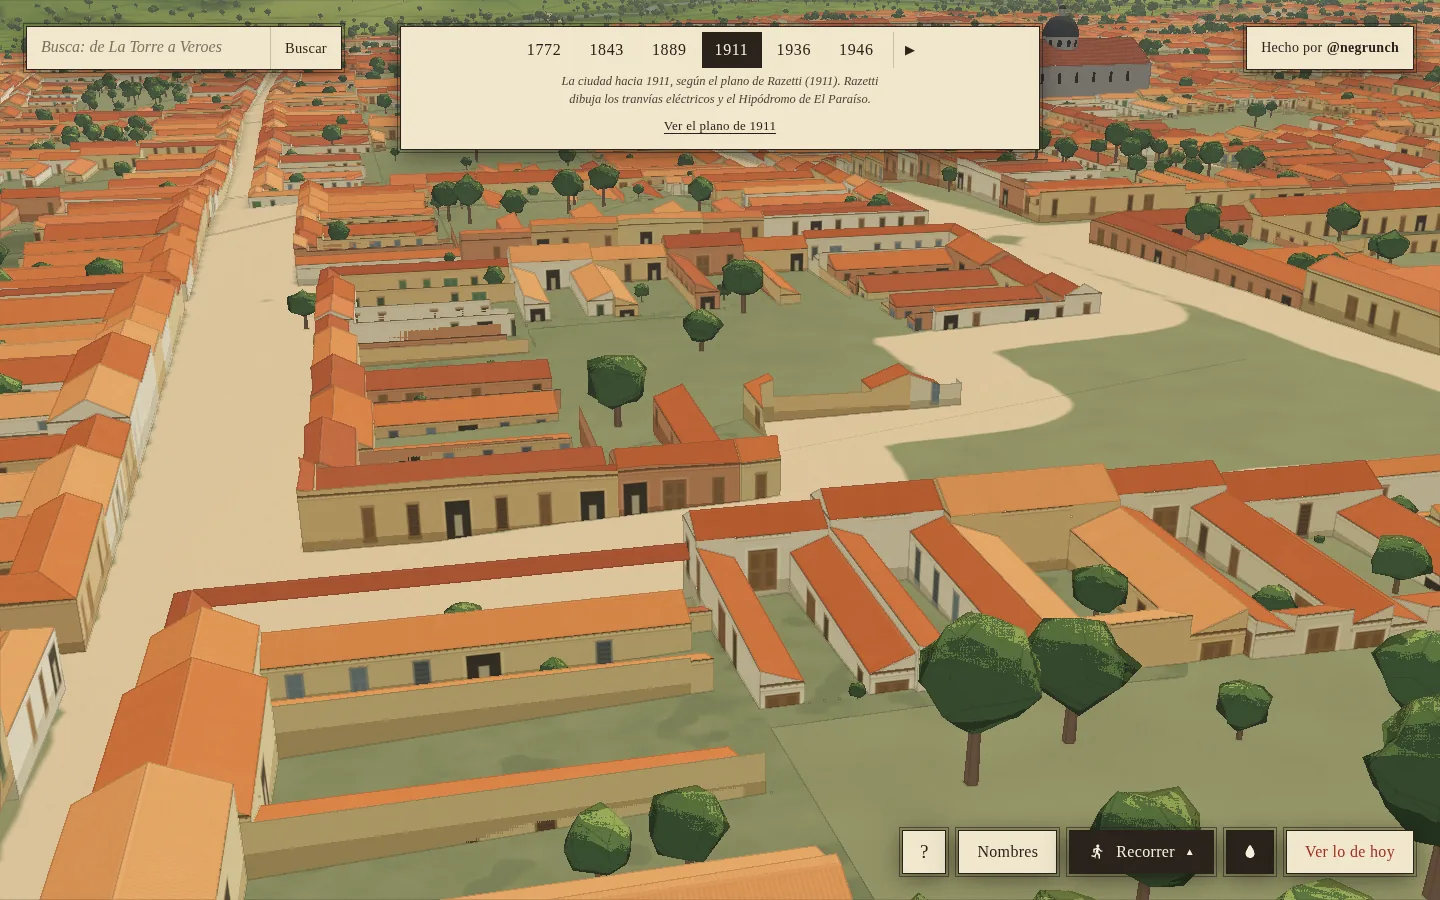 Busca: de La Torre a Veroes
Buscar
1772 1843 1889 1911 1936 1946 ▶
La ciudad hacia 1911, según el plano de Razetti (1911). Razetti
dibuja los tranvías eléctricos y el Hipódromo de El Paraíso.
Ver el plano de 1911
Hecho por @negrunch
? Nombres Recorrer ▲ Ver lo de hoy